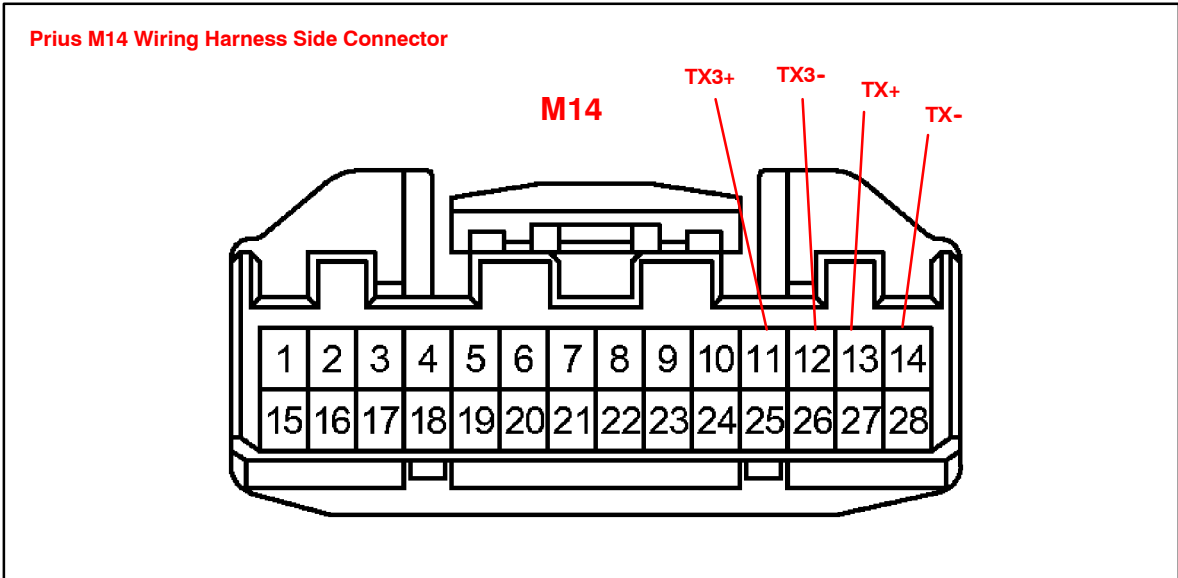 Prius M14 Wiring Harness Side Connector
TX3+ TX3- TX+ TX-
M14
1 2 3 4 5 6 7 8 9 10 11 12 13 14
15 16 17 18 19 20 21 22 23 24 25 26 27 28